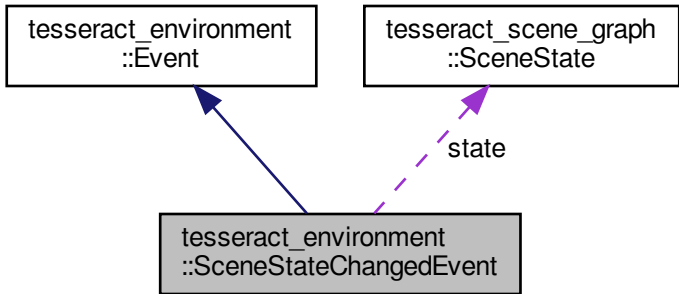 tesseract_environment
::Event
tesseract_scene_graph
::SceneState
state
tesseract_environment
::SceneStateChangedEvent